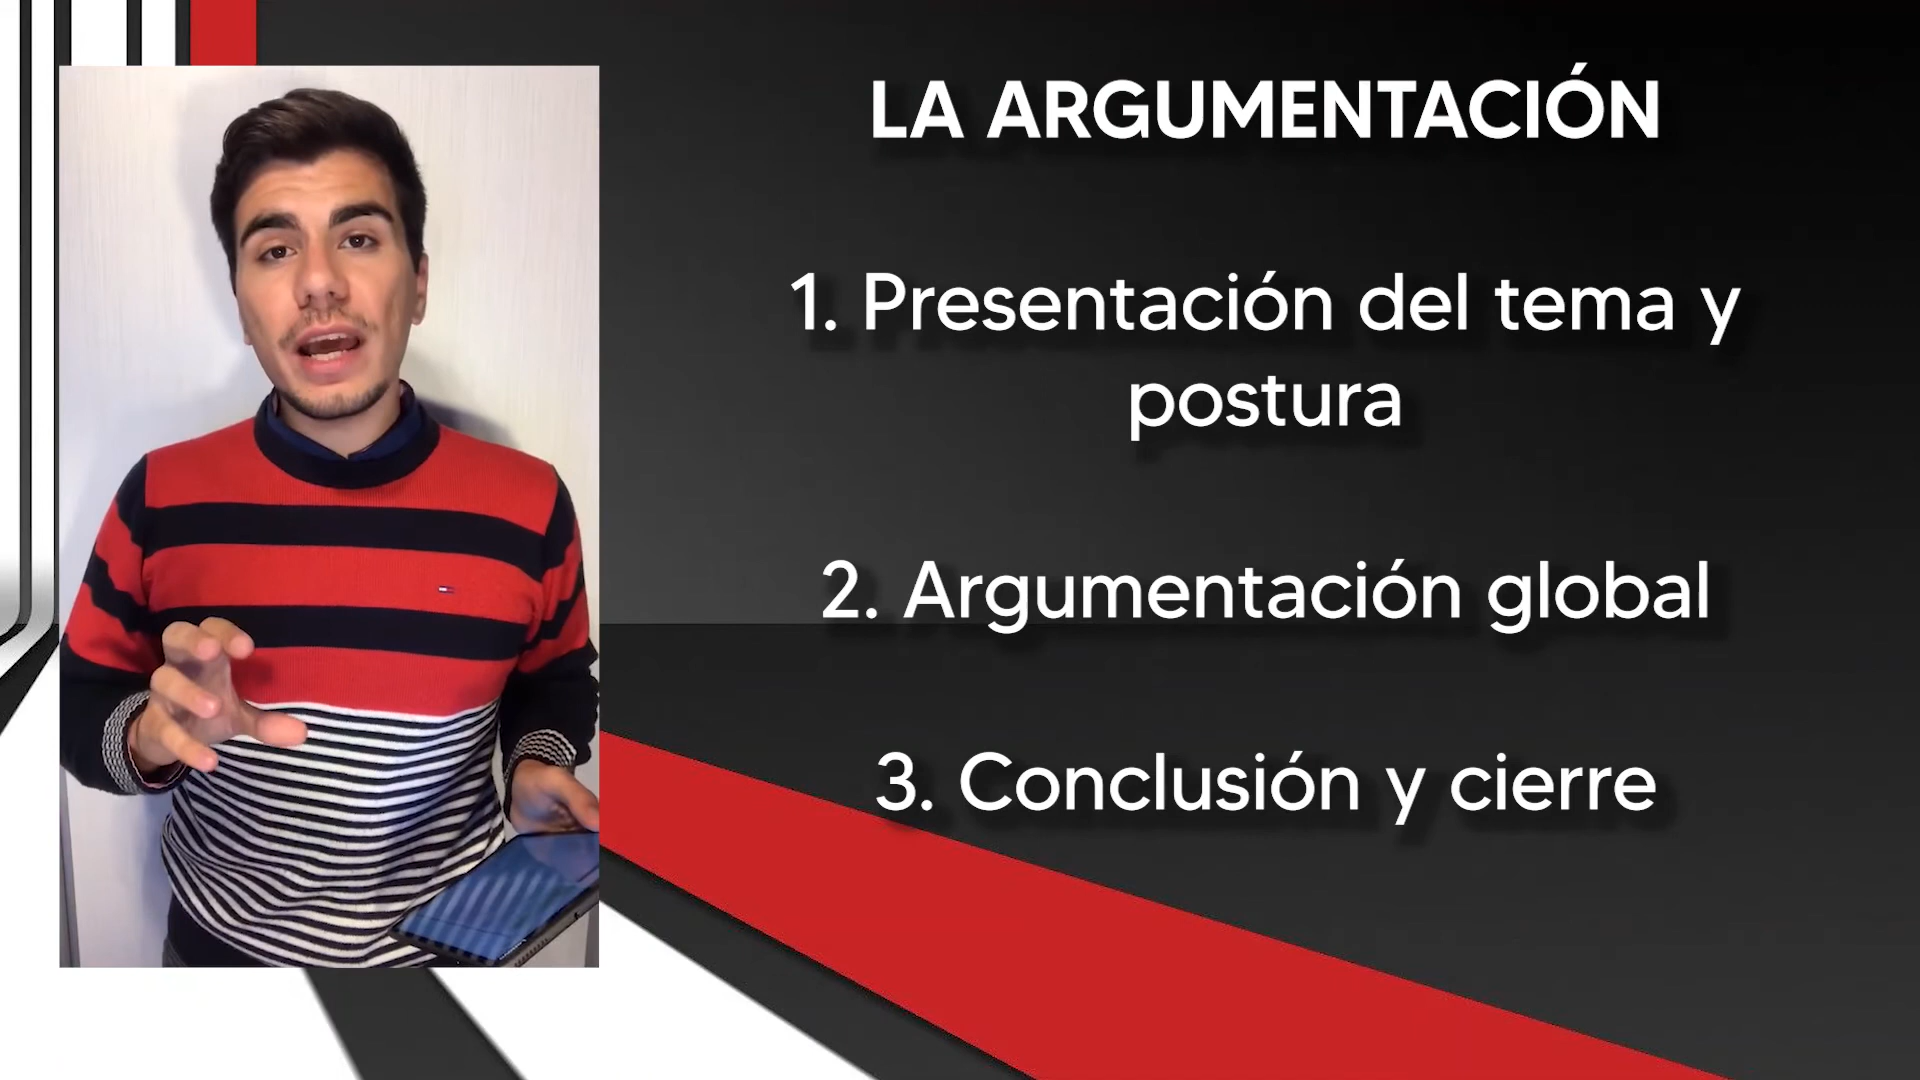 LA ARGUMENTACIÓN
1. Presentación del tema y
postura
2. Argumentación global
3. Conclusión y cierre